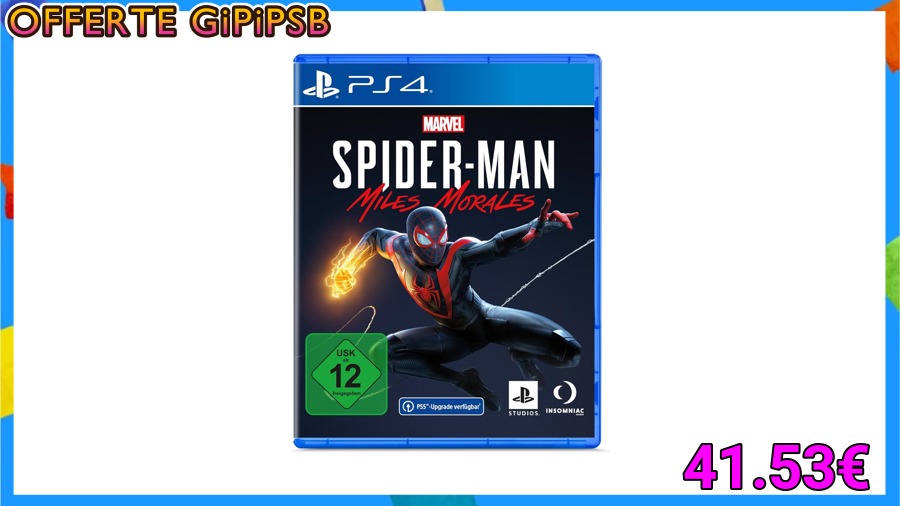 OFFERTE GiPiPSB
PS4
MARVEL
SPIDER-MAN
MILES MORALES
USK
ab
12
freigegeben
PS5™-Upgrade verfügbar
STUDIOS
INSOMNIAC
41.53€